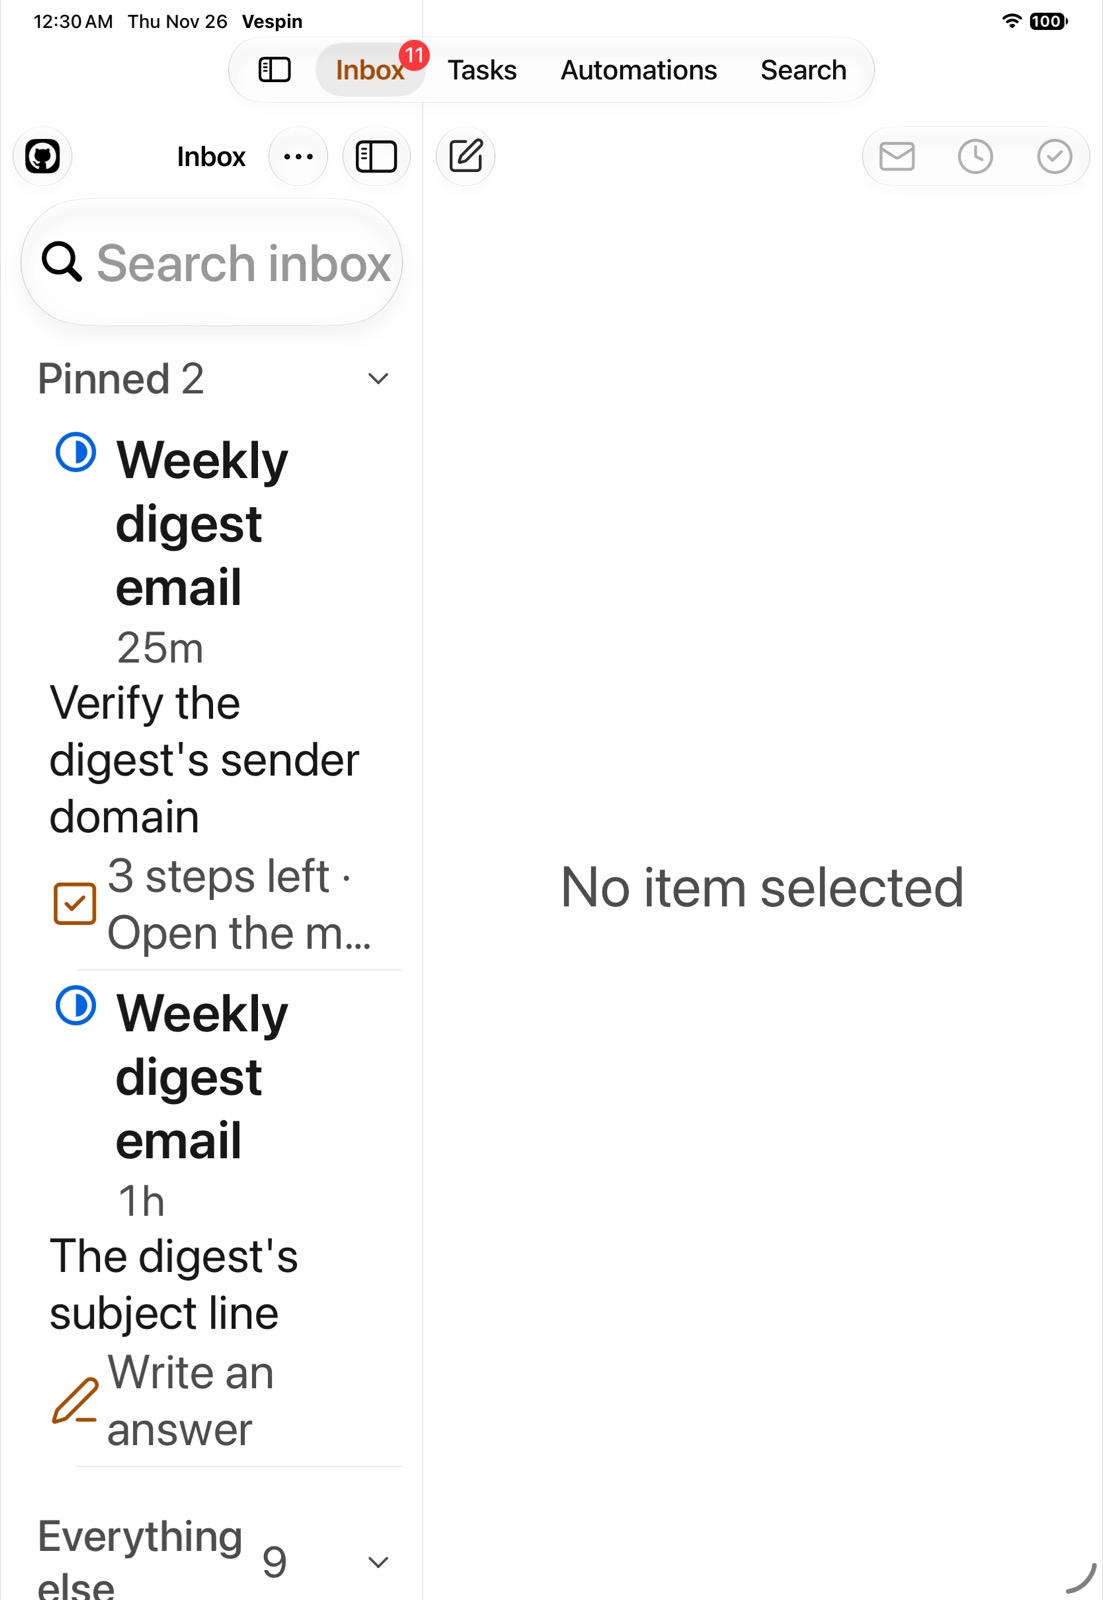 12:30 AM Thu Nov 26 Vespin
100
Inbox 11 Tasks Automations Search
Inbox
Search inbox
Pinned 2
Weekly
digest
email
25m
Verify the
digest's sender
domain
3 steps left ·
Open the m...
Weekly
digest
email
1h
The digest's
subject line
Write an
answer
Everything
else
9
No item selected